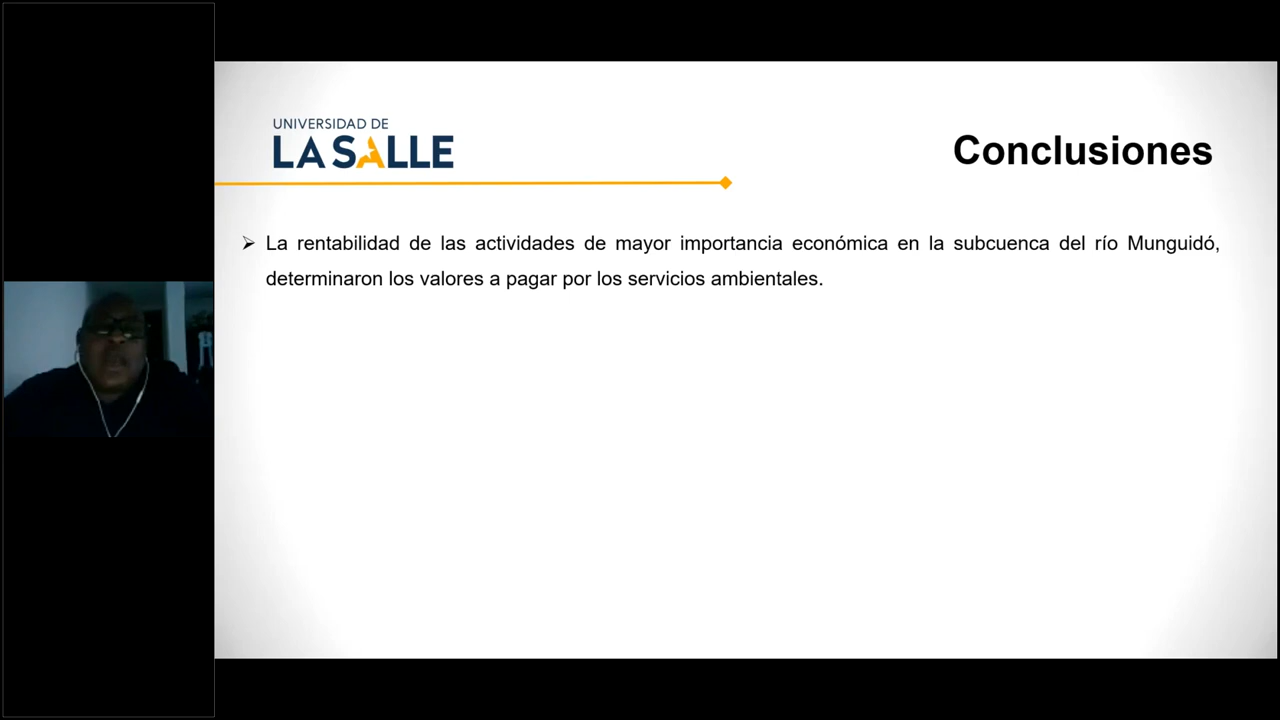 UNIVERSIDAD DE
LA SALLE
Conclusiones
➢ La rentabilidad de las actividades de mayor importancia económica en la subcuenca del río Munguidó,
determinaron los valores a pagar por los servicios ambientales.